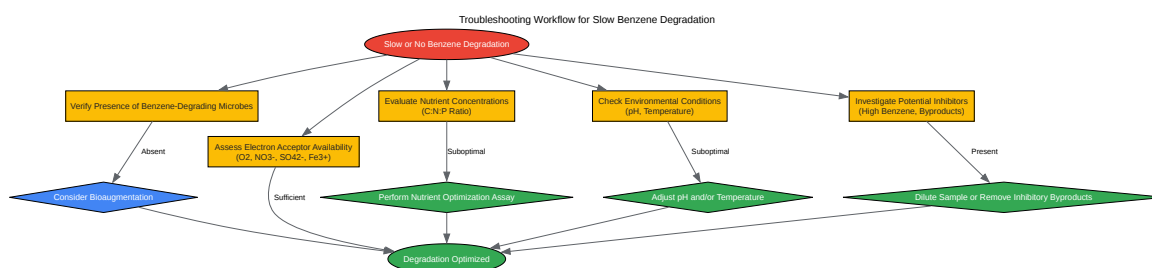 Troubleshooting Workflow for Slow Benzene Degradation
Slow or No Benzene Degradation
Verify Presence of Benzene-Degrading Microbes
Evaluate Nutrient Concentrations
(C:N:P Ratio)
Check Environmental Conditions
(pH, Temperature)
Investigate Potential Inhibitors
(High Benzene, Byproducts)
Assess Electron Acceptor Availability
(O2, NO3-, SO42-, Fe3+)
Absent
Suboptimal
Suboptimal
Present
Consider Bioaugmentation
Sufficient
Perform Nutrient Optimization Assay
Adjust pH and/or Temperature
Dilute Sample or Remove Inhibitory Byproducts
Degradation Optimized